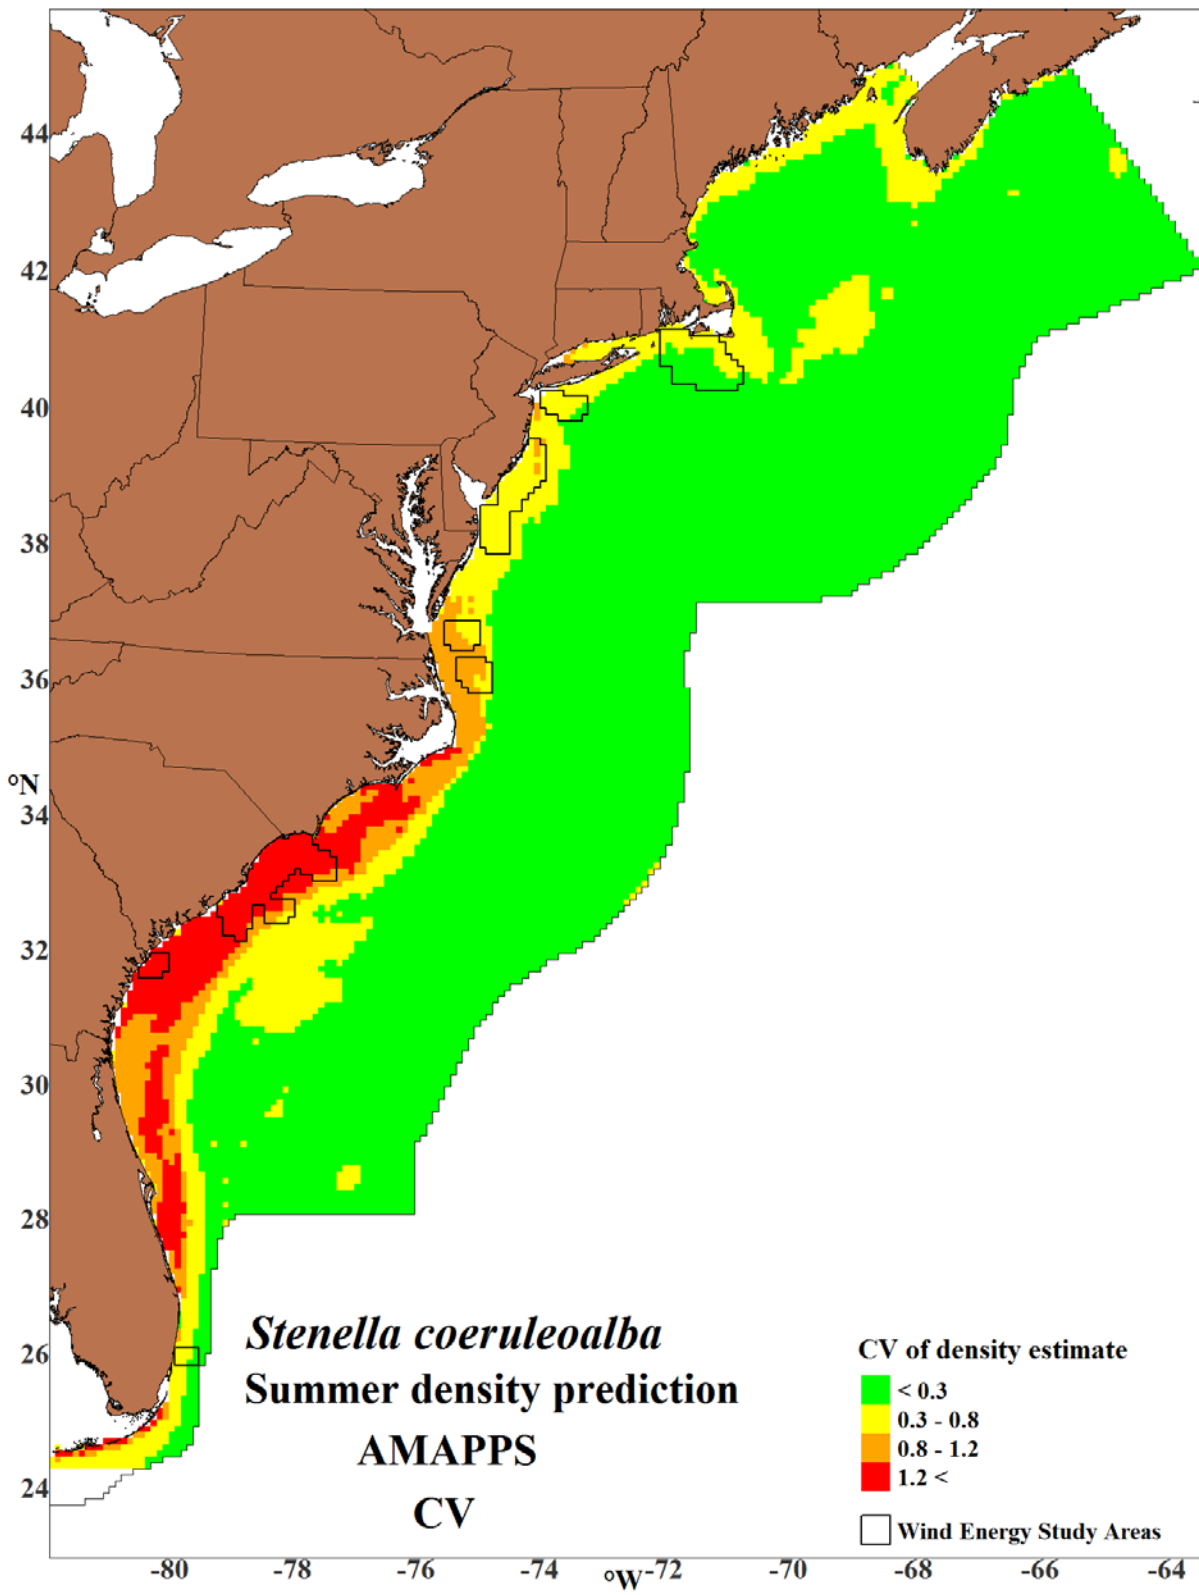 44
42
40
38
36
°N
34
32
30
28
26
24
Stenella coeruleoalba
Summer density prediction
AMAPPS
CV
CV of density estimate
< 0.3
0.3 - 0.8
0.8 - 1.2
1.2 <
Wind Energy Study Areas
-80 -78 -76 -74 -72 -70 -68 -66 -64
°W